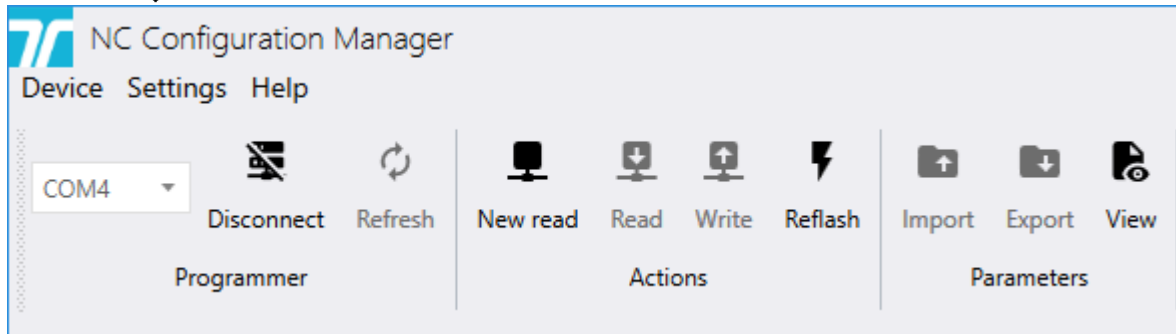 NC Configuration Manager
Device Settings Help
COM4
Disconnect Refresh New read Read Write Reflash Import Export View
Programmer Actions Parameters